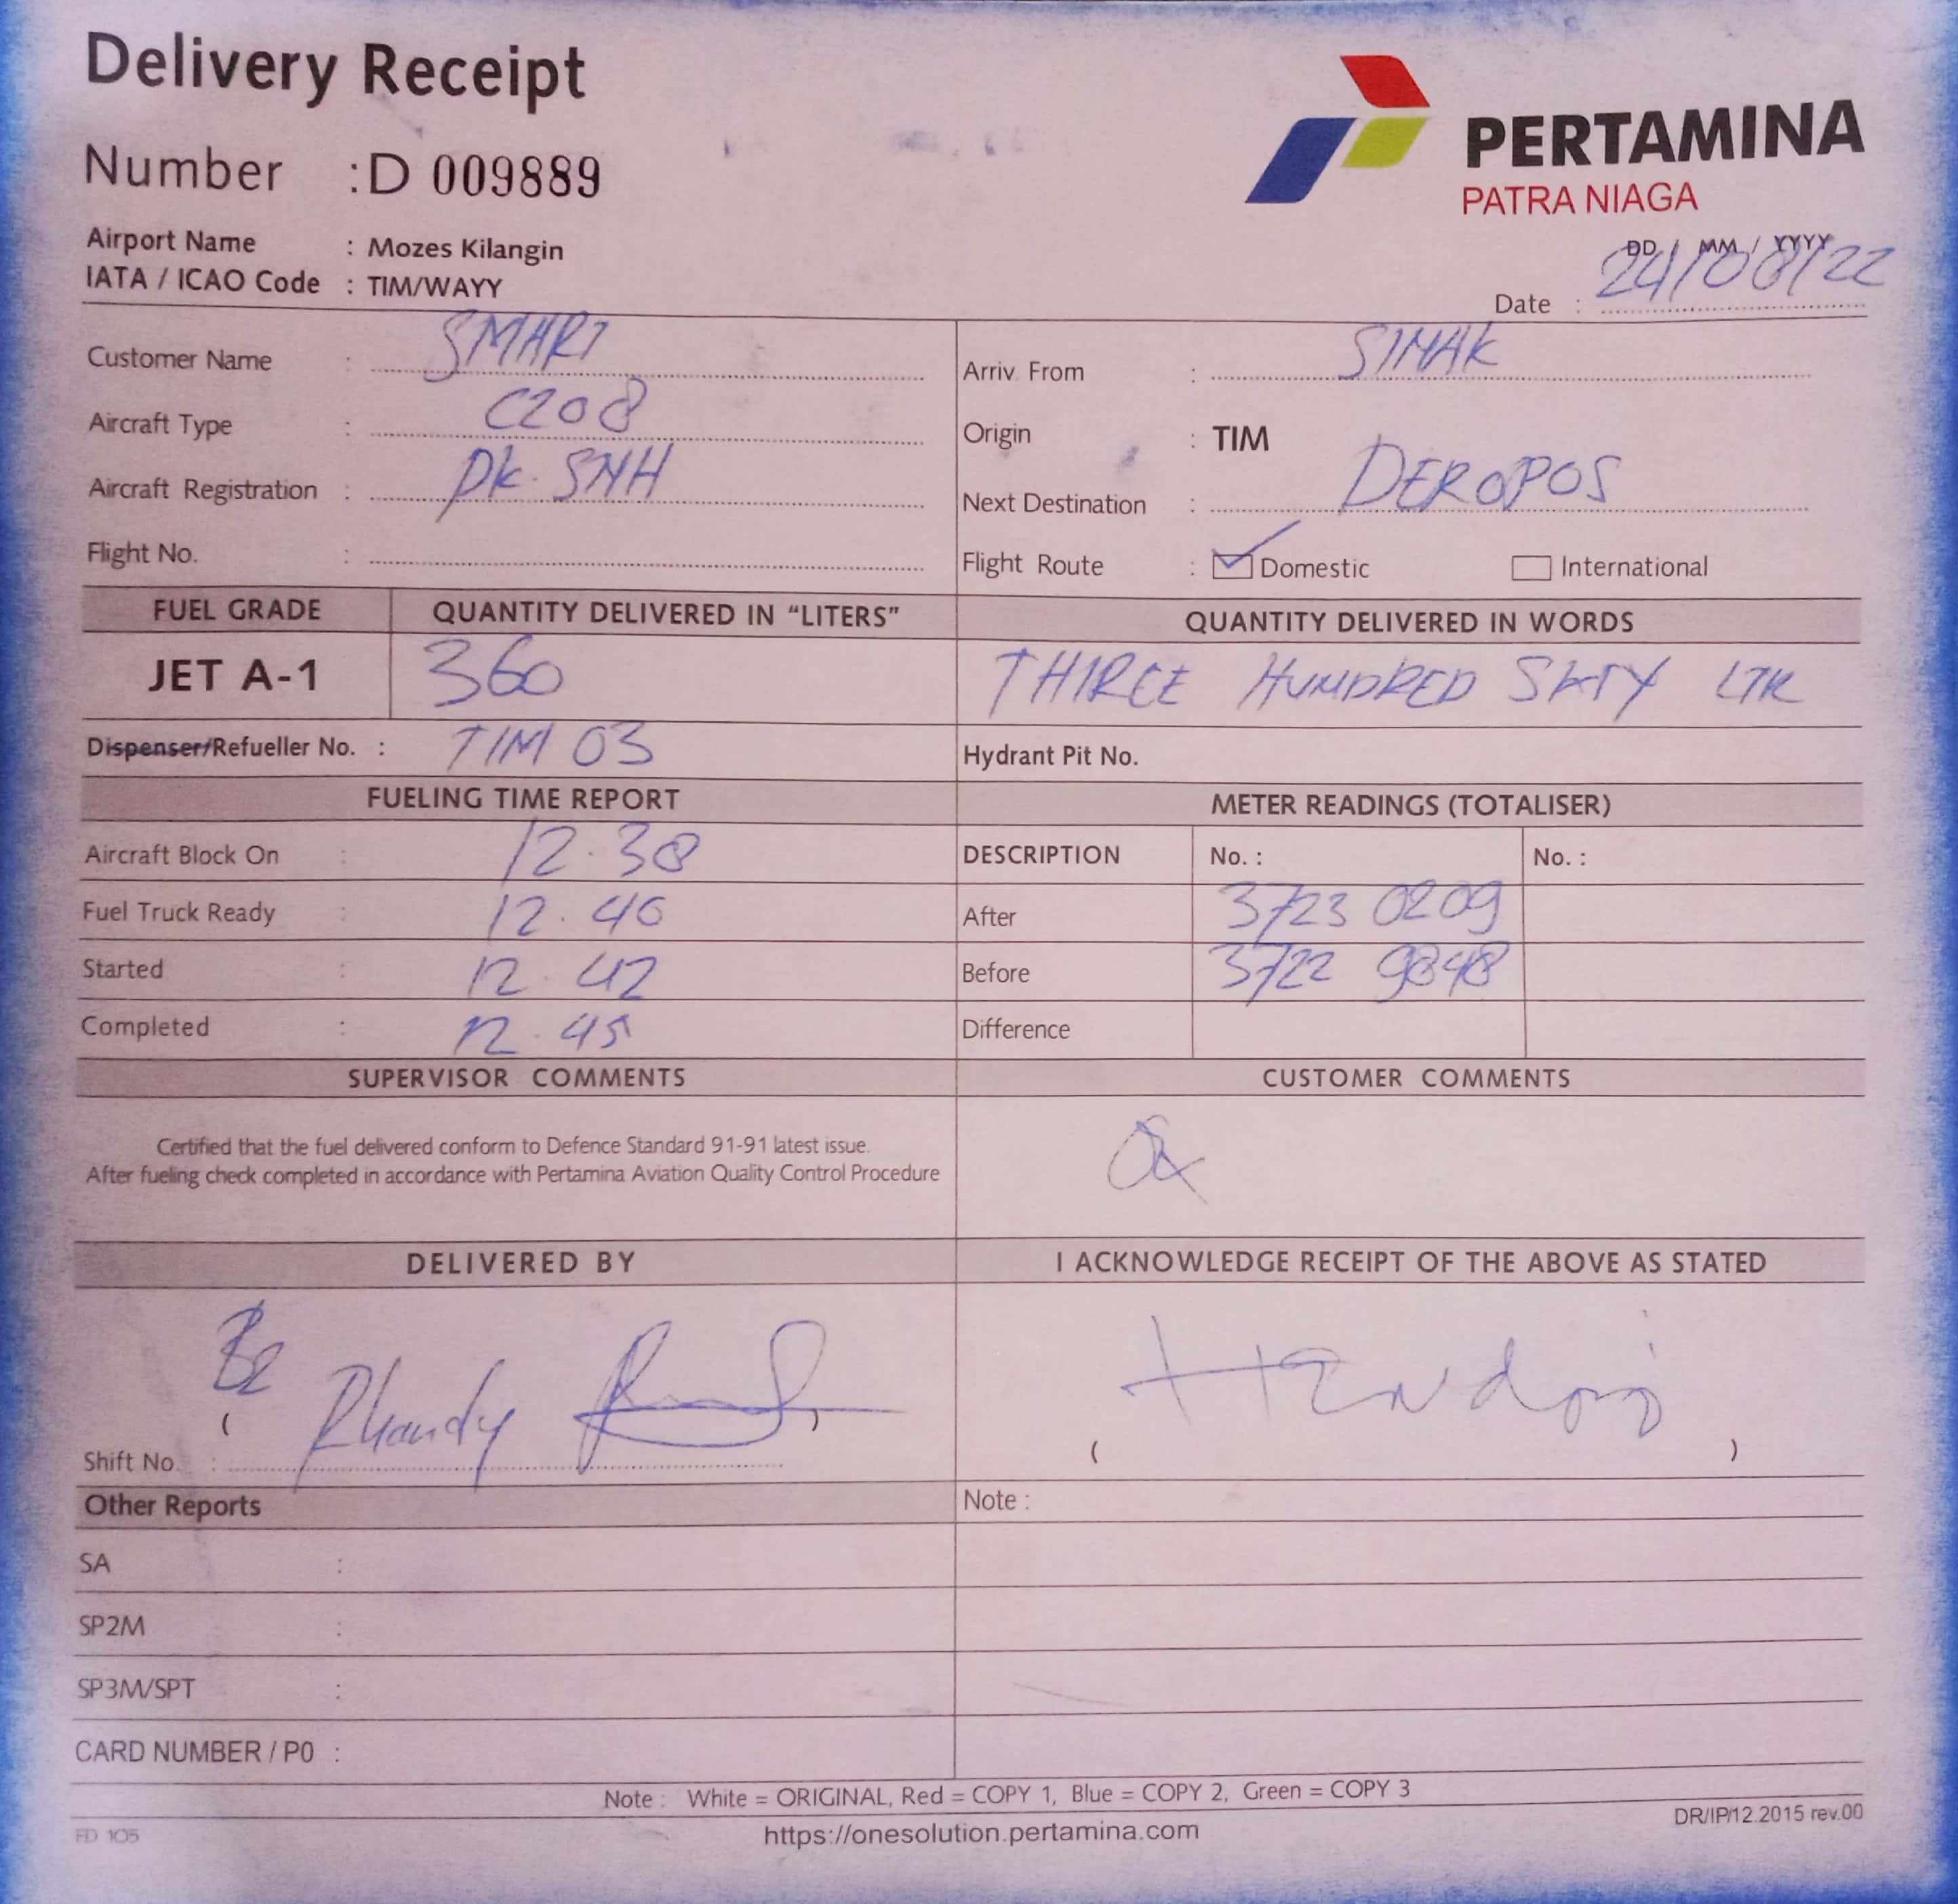 Delivery Receipt
Number : D 009889
PERTAMINA
PATRA NIAGA
Airport Name : Mozes Kilangin
IATA / ICAO Code : TIM/WAYY
DD / MM / YYYY
Date : 24/08/22
Customer Name : SMART
Arriv. From : SINAK
Aircraft Type : C208
Origin : TIM
Aircraft Registration : PK. SNH
Next Destination : DEROPOS
Flight No. :
Flight Route : Domestic International
FUEL GRADE QUANTITY DELIVERED IN “LITERS” QUANTITY DELIVERED IN WORDS
JET A-1 360 THREE HUNDRED SIXTY LTR
Dispenser/Refueller No. : TIM 03 Hydrant Pit No.
FUELING TIME REPORT METER READINGS (TOTALISER)
Aircraft Block On : 12.38 DESCRIPTION No. : No. :
Fuel Truck Ready : 12.40 After 3723 0209
Started : 12.42 Before 3722 9848
Completed : 12.45 Difference
SUPERVISOR COMMENTS CUSTOMER COMMENTS
Certified that the fuel delivered conform to Defence Standard 91-91 latest issue.
After fueling check completed in accordance with Pertamina Aviation Quality Control Procedure
DELIVERED BY I ACKNOWLEDGE RECEIPT OF THE ABOVE AS STATED
( Rhandy )
Shift No. :
( )
Other Reports Note :
SA :
SP2M :
SP3M/SPT :
CARD NUMBER / P0 :
Note : White = ORIGINAL, Red = COPY 1, Blue = COPY 2, Green = COPY 3
FD 105
https://onesolution.pertamina.com
DR/IP/12.2015 rev.00